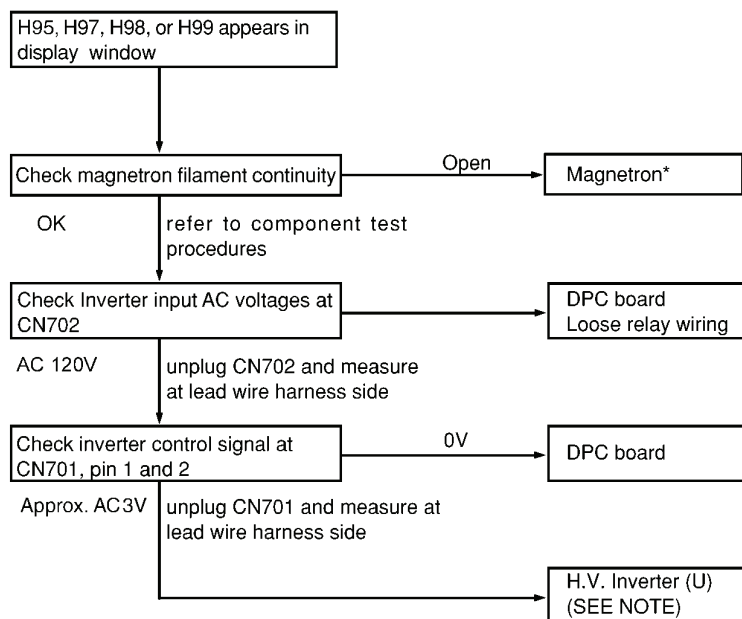 H95, H97, H98, or H99 appears in
display window
Check magnetron filament continuity
Open
Magnetron*
OK
refer to component test
procedures
Check Inverter input AC voltages at
CN702
DPC board
Loose relay wiring
AC 120V
unplug CN702 and measure
at lead wire harness side
Check inverter control signal at
CN701, pin 1 and 2
0V
DPC board
Approx. AC3V
unplug CN701 and measure at
lead wire harness side
H.V. Inverter (U)
(SEE NOTE)